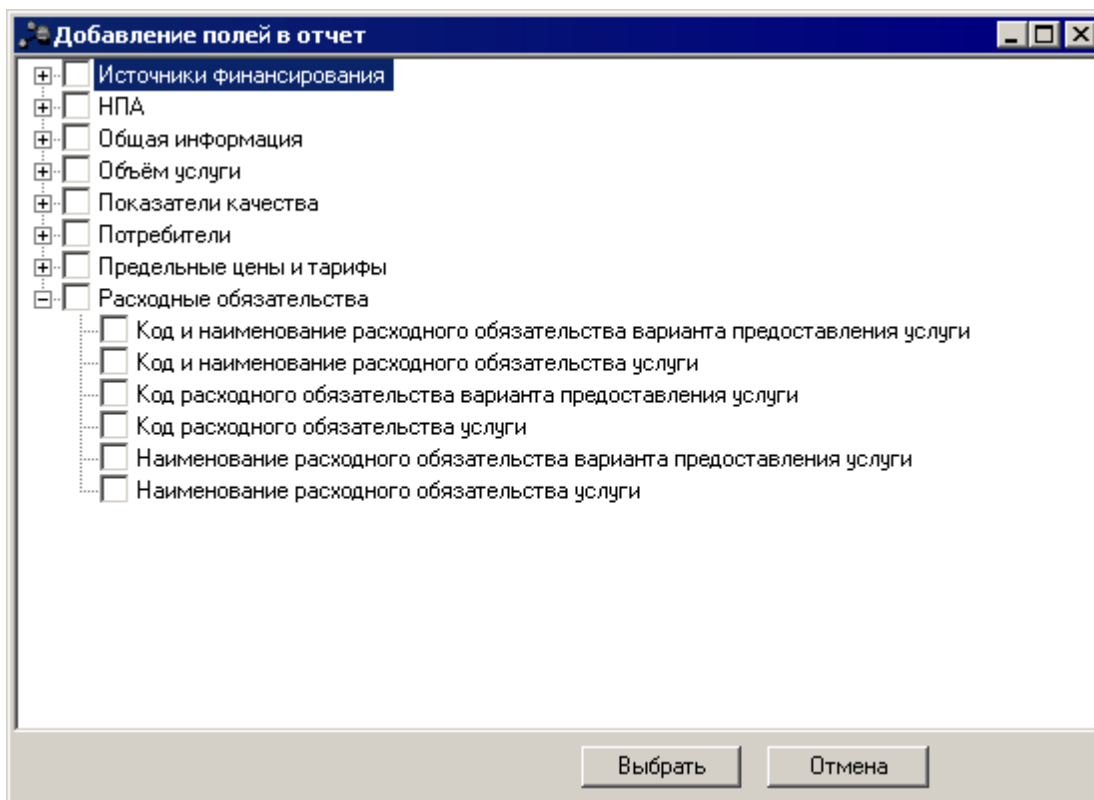 Добавление полей в отчет
Источники финансирования
НПА
Общая информация
Объём услуги
Показатели качества
Потребители
Предельные цены и тарифы
Расходные обязательства
Код и наименование расходного обязательства варианта предоставления услуги
Код и наименование расходного обязательства услуги
Код расходного обязательства варианта предоставления услуги
Код расходного обязательства услуги
Наименование расходного обязательства варианта предоставления услуги
Наименование расходного обязательства услуги
Выбрать Отмена